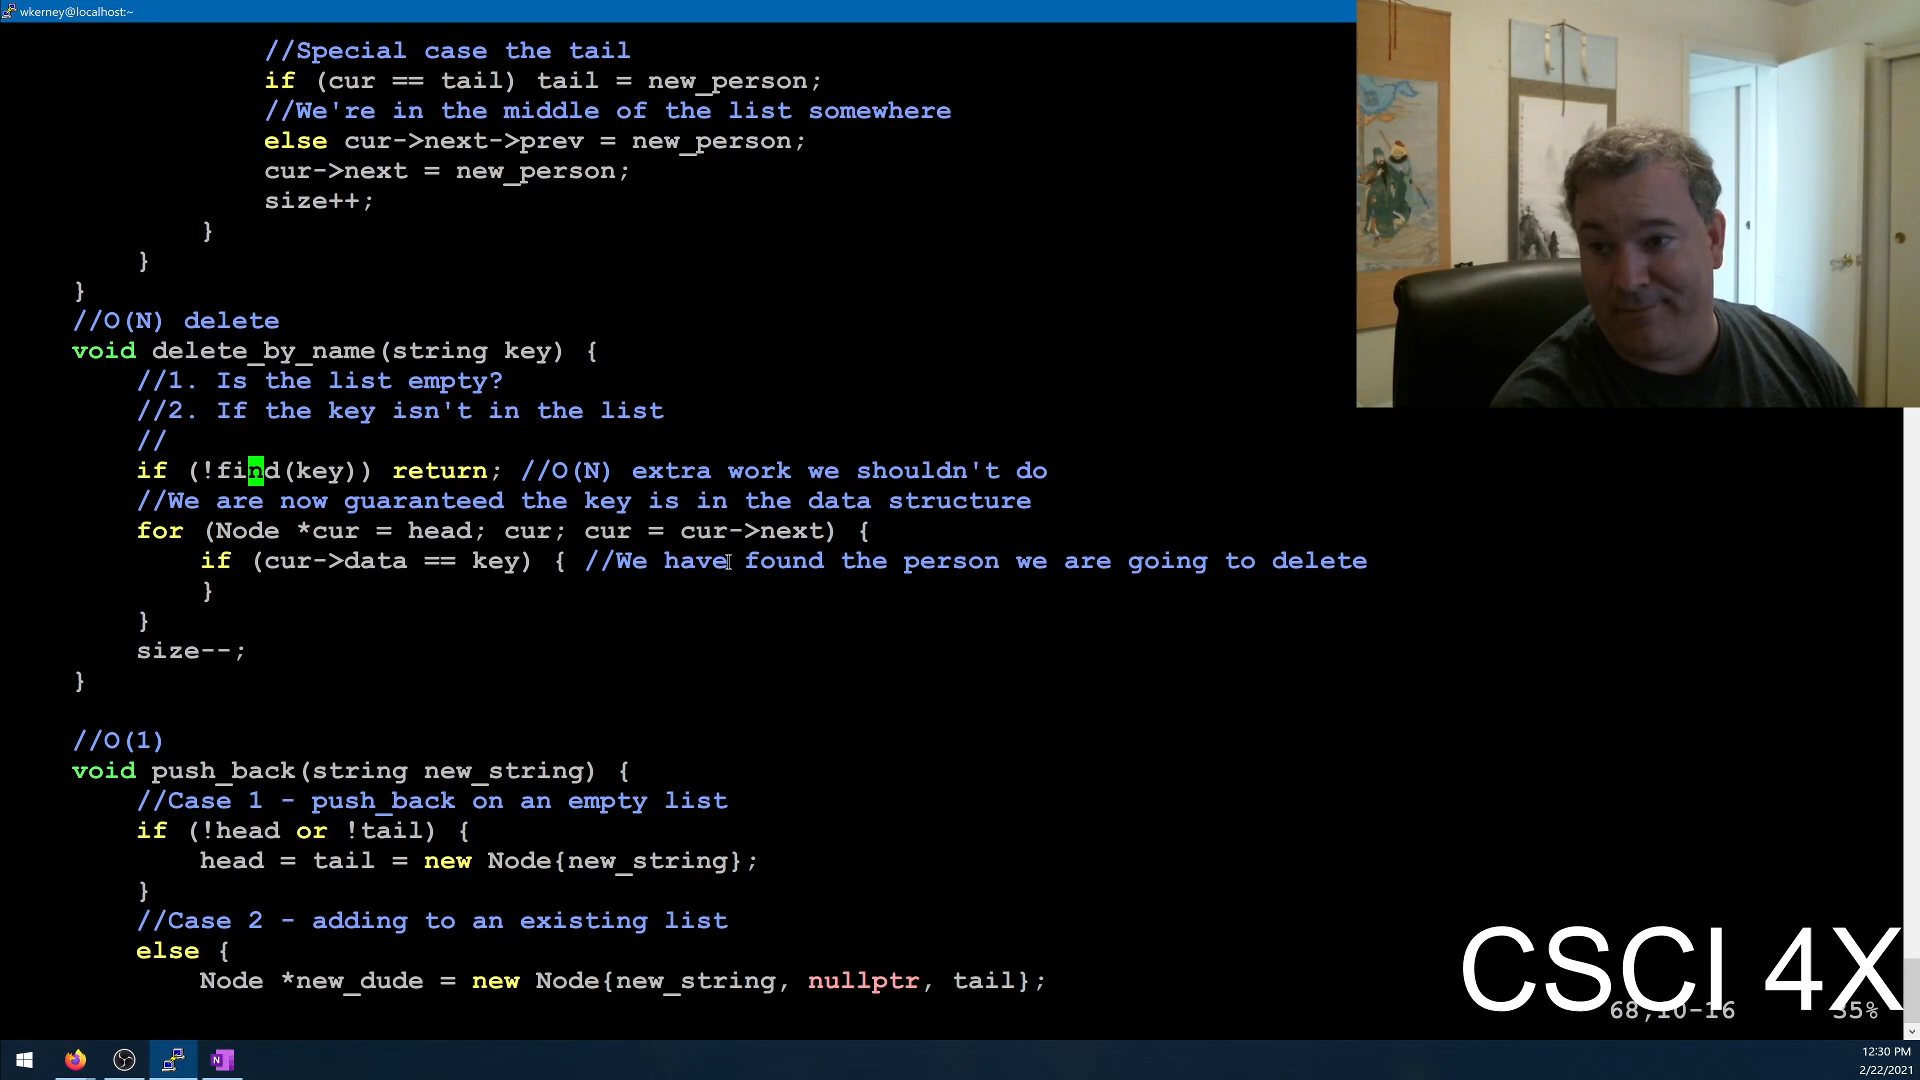 wkerney@localhost:~
//Special case the tail
if (cur == tail) tail = new_person;
//We're in the middle of the list somewhere
else cur->next->prev = new_person;
cur->next = new_person;
size++;
}
}
}
//O(N) delete
void delete_by_name(string key) {
//1. Is the list empty?
//2. If the key isn't in the list
//
if (!find(key)) return; //O(N) extra work we shouldn't do
//We are now guaranteed the key is in the data structure
for (Node *cur = head; cur; cur = cur->next) {
if (cur->data == key) { //We have found the person we are going to delete
}
}
size--;
}
//O(1)
void push_back(string new_string) {
//Case 1 - push_back on an empty list
if (!head or !tail) {
head = tail = new Node{new_string};
}
//Case 2 - adding to an existing list
else {
Node *new_dude = new Node{new_string, nullptr, tail};
CSCI 4X
68,10-16 35%
12:30 PM
2/22/2021